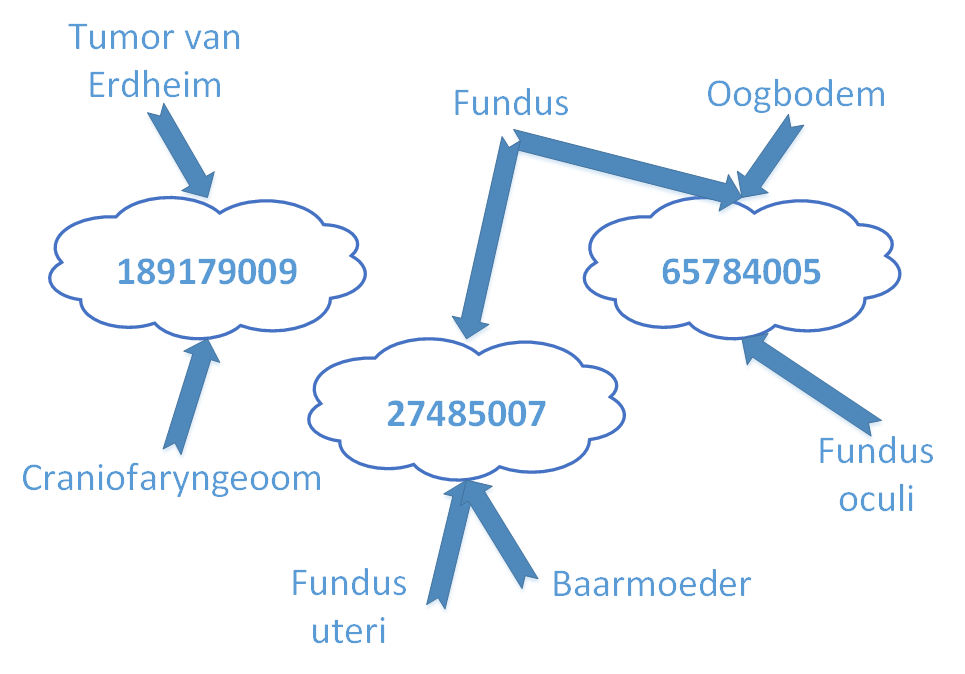 Tumor van
Erdheim
Fundus
Oogbodem
189179009
65784005
27485007
Craniofaryngeoom
Fundus
oculi
Fundus
uteri
Baarmoeder